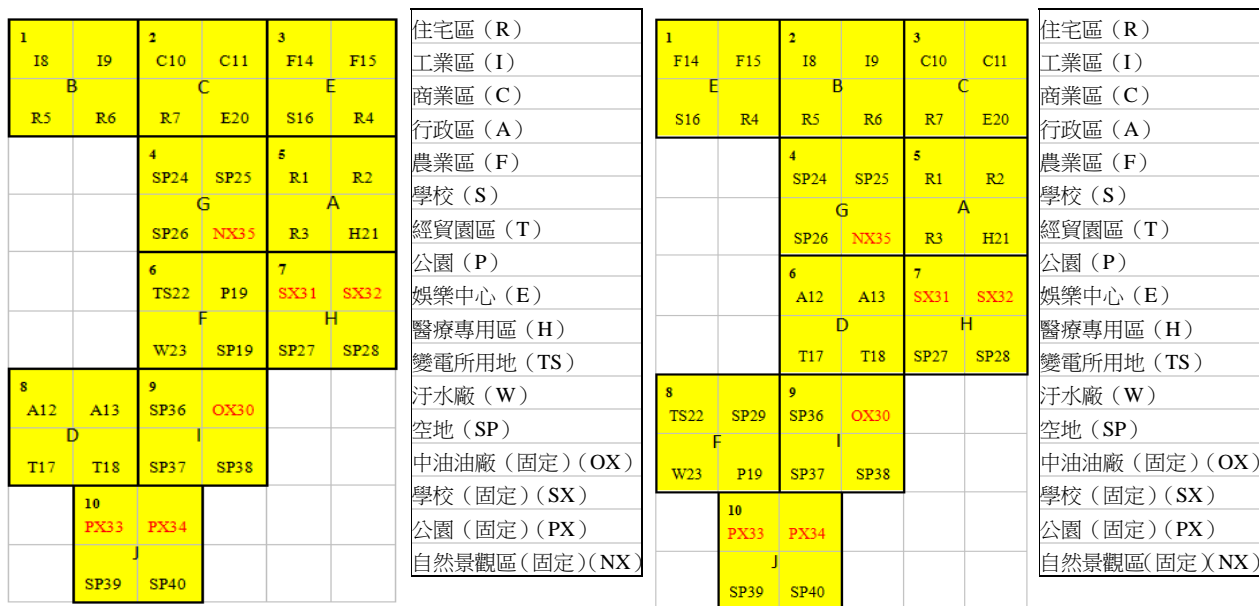 1 2 3
I8 I9 C10 C11 F14 F15
B C E
R5 R6 R7 E20 S16 R4
4 5
SP24 SP25 R1 R2
G A
SP26 NX35 R3 H21
6 7
TS22 P19 SX31 SX32
F H
W23 SP19 SP27 SP28
8 9
A12 A13 SP36 OX30
D I
T17 T18 SP37 SP38
10
PX33 PX34
J
SP39 SP40
住宅區（R）
工業區（I）
商業區（C）
行政區（A）
農業區（F）
學校（S）
經貿園區（T）
公園（P）
娛樂中心（E）
醫療專用區（H）
變電所用地（TS）
汙水廠（W）
空地（SP）
中油油廠（固定）（OX）
學校（固定）（SX）
公園（固定）（PX）
自然景觀區（固定）（NX）
1 2 3
F14 F15 I8 I9 C10 C11
E B C
S16 R4 R5 R6 R7 E20
4 5
SP24 SP25 R1 R2
G A
SP26 NX35 R3 H21
6 7
A12 A13 SX31 SX32
D H
T17 T18 SP27 SP28
8 9
TS22 SP29 SP36 OX30
F I
W23 P19 SP37 SP38
10
PX33 PX34
J
SP39 SP40
住宅區（R）
工業區（I）
商業區（C）
行政區（A）
農業區（F）
學校（S）
經貿園區（T）
公園（P）
娛樂中心（E）
醫療專用區（H）
變電所用地（TS）
汙水廠（W）
空地（SP）
中油油廠（固定）（OX）
學校（固定）（SX）
公園（固定）（PX）
自然景觀區（固定）（NX）